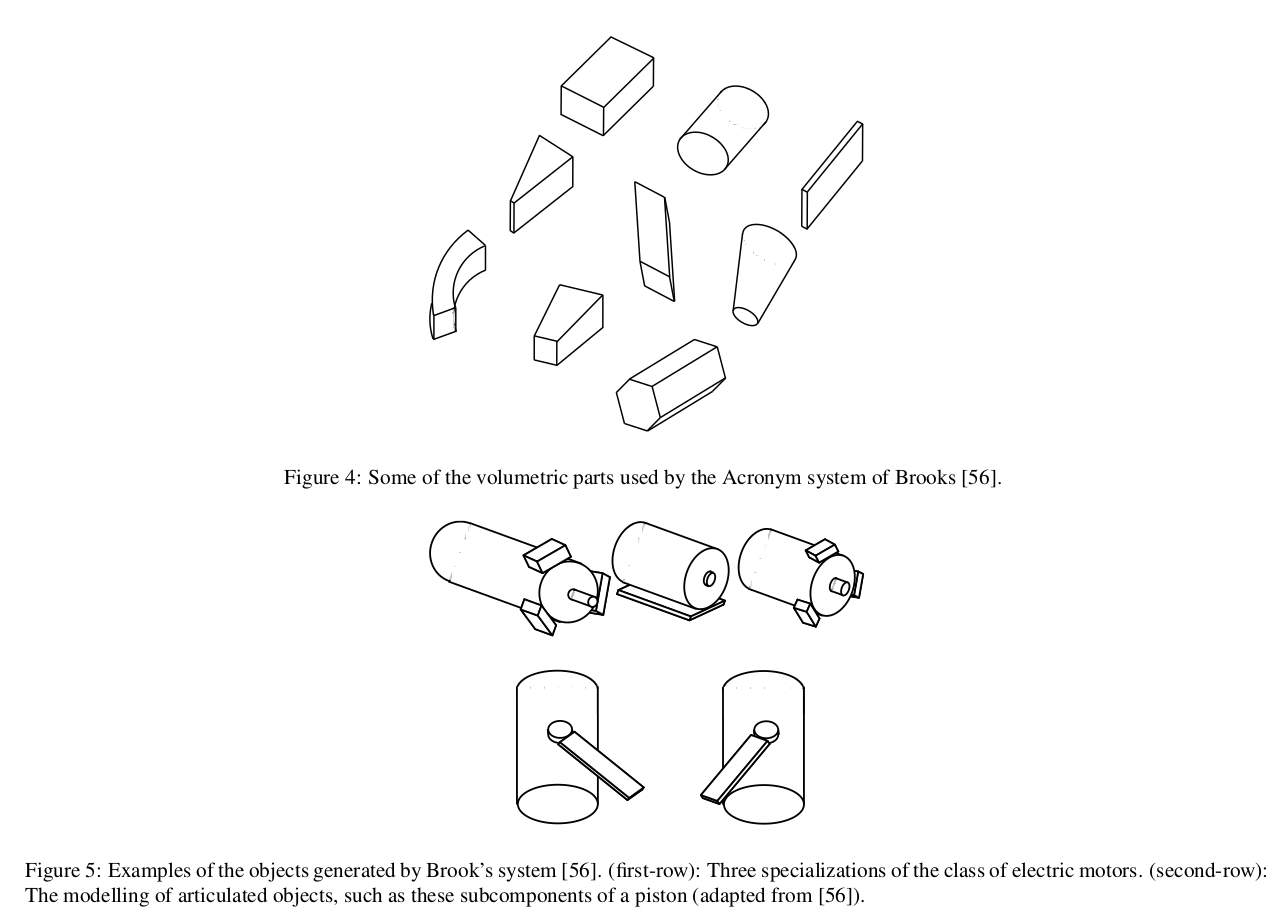 Figure 4: Some of the volumetric parts used by the Acronym system of Brooks [56].
Figure 5: Examples of the objects generated by Brook's system [56]. (first-row): Three specializations of the class of electric motors. (second-row):
The modelling of articulated objects, such as these subcomponents of a piston (adapted from [56]).